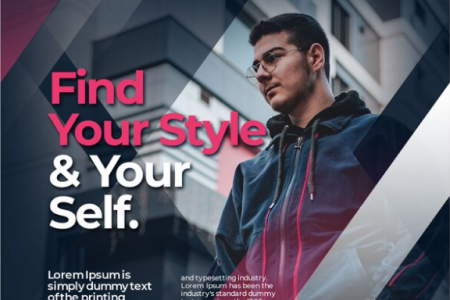 Find
Your Style
& Your
Self.
Lorem Ipsum is
simply dummy text
of the printing
and typesetting industry.
Lorem Ipsum has been the
industry's standard dummy